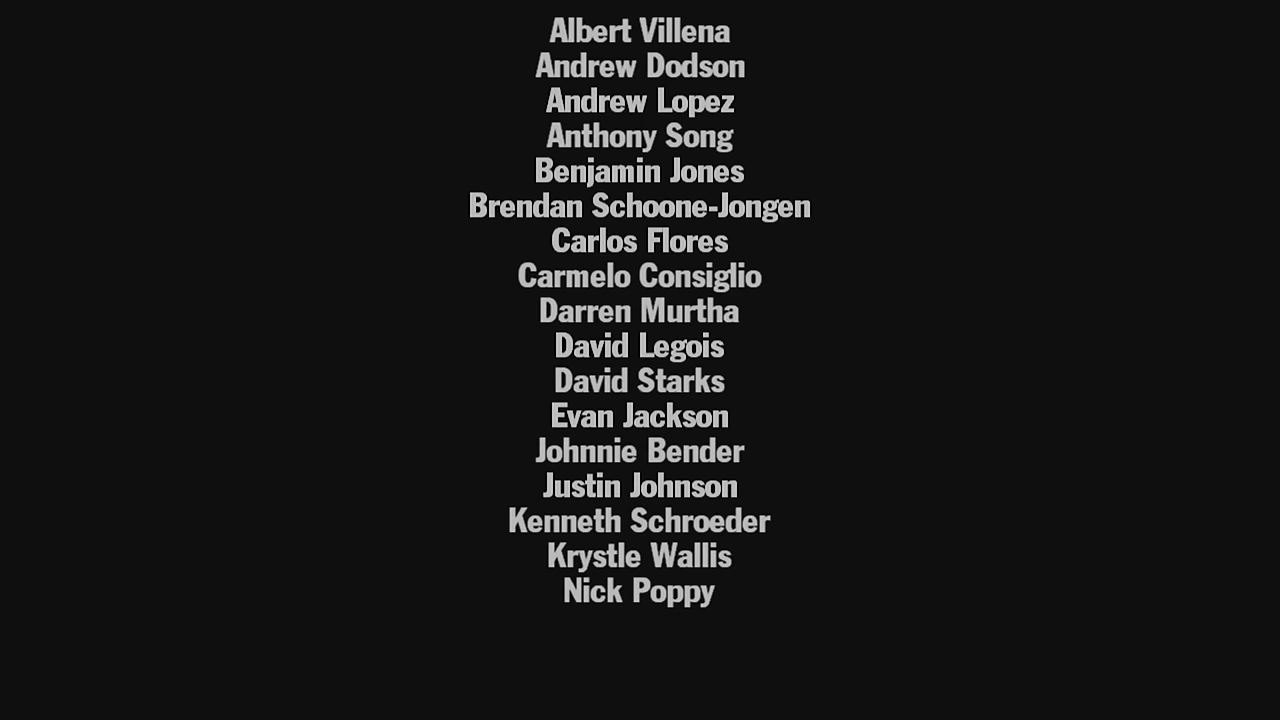 Albert Villena
Andrew Dodson
Andrew Lopez
Anthony Song
Benjamin Jones
Brendan Schoone-Jongen
Carlos Flores
Carmelo Consiglio
Darren Murtha
David Legois
David Starks
Evan Jackson
Johnnie Bender
Justin Johnson
Kenneth Schroeder
Krystle Wallis
Nick Poppy